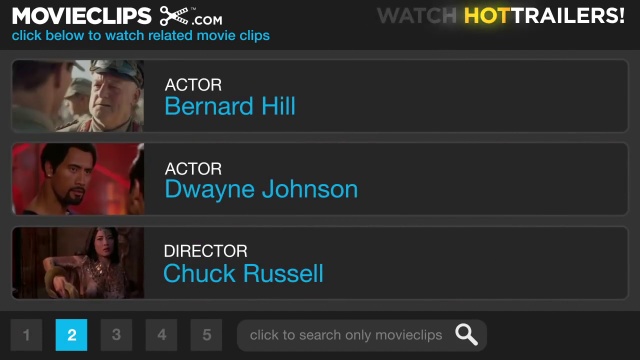 MOVIECLIPS .COM
WATCH HOTTRAILERS!
click below to watch related movie clips
ACTOR
Bernard Hill
ACTOR
Dwayne Johnson
DIRECTOR
Chuck Russell
1 2 3 4 5 click to search only movieclips